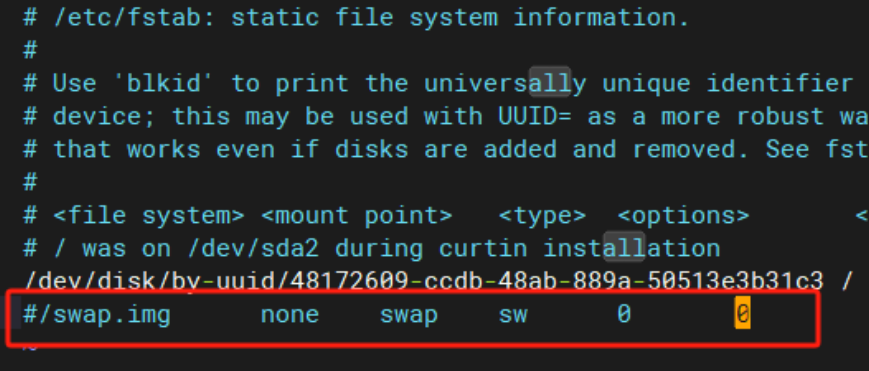 # /etc/fstab: static file system information.
#
# Use 'blkid' to print the universally unique identifier
# device; this may be used with UUID= as a more robust wa
# that works even if disks are added and removed. See fst
#
# <file system> <mount point>   <type>  <options>       <
# / was on /dev/sda2 during curtin installation
/dev/disk/by-uuid/48172609-ccdb-48ab-889a-50513e3b31c3 /
#/swap.img      none    swap    sw      0       0